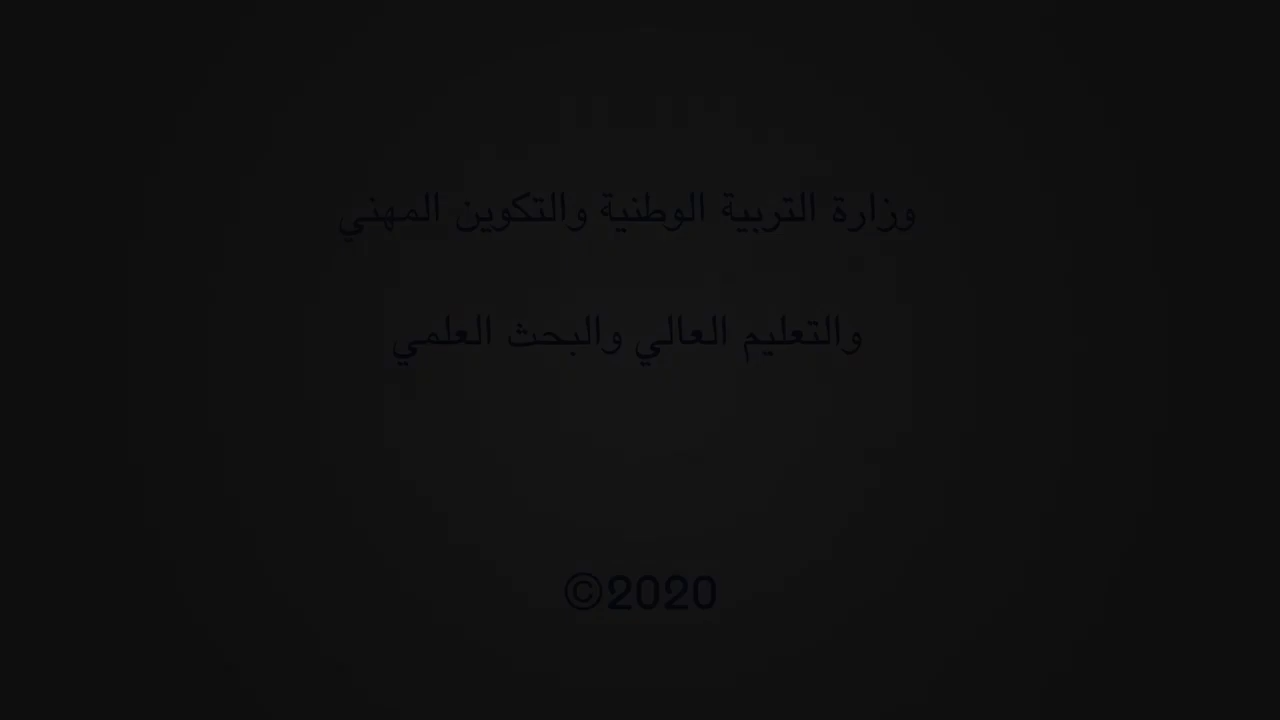 وزارة التربية الوطنية والتكوين المهني
والتعليم العالي والبحث العلمي
©2020